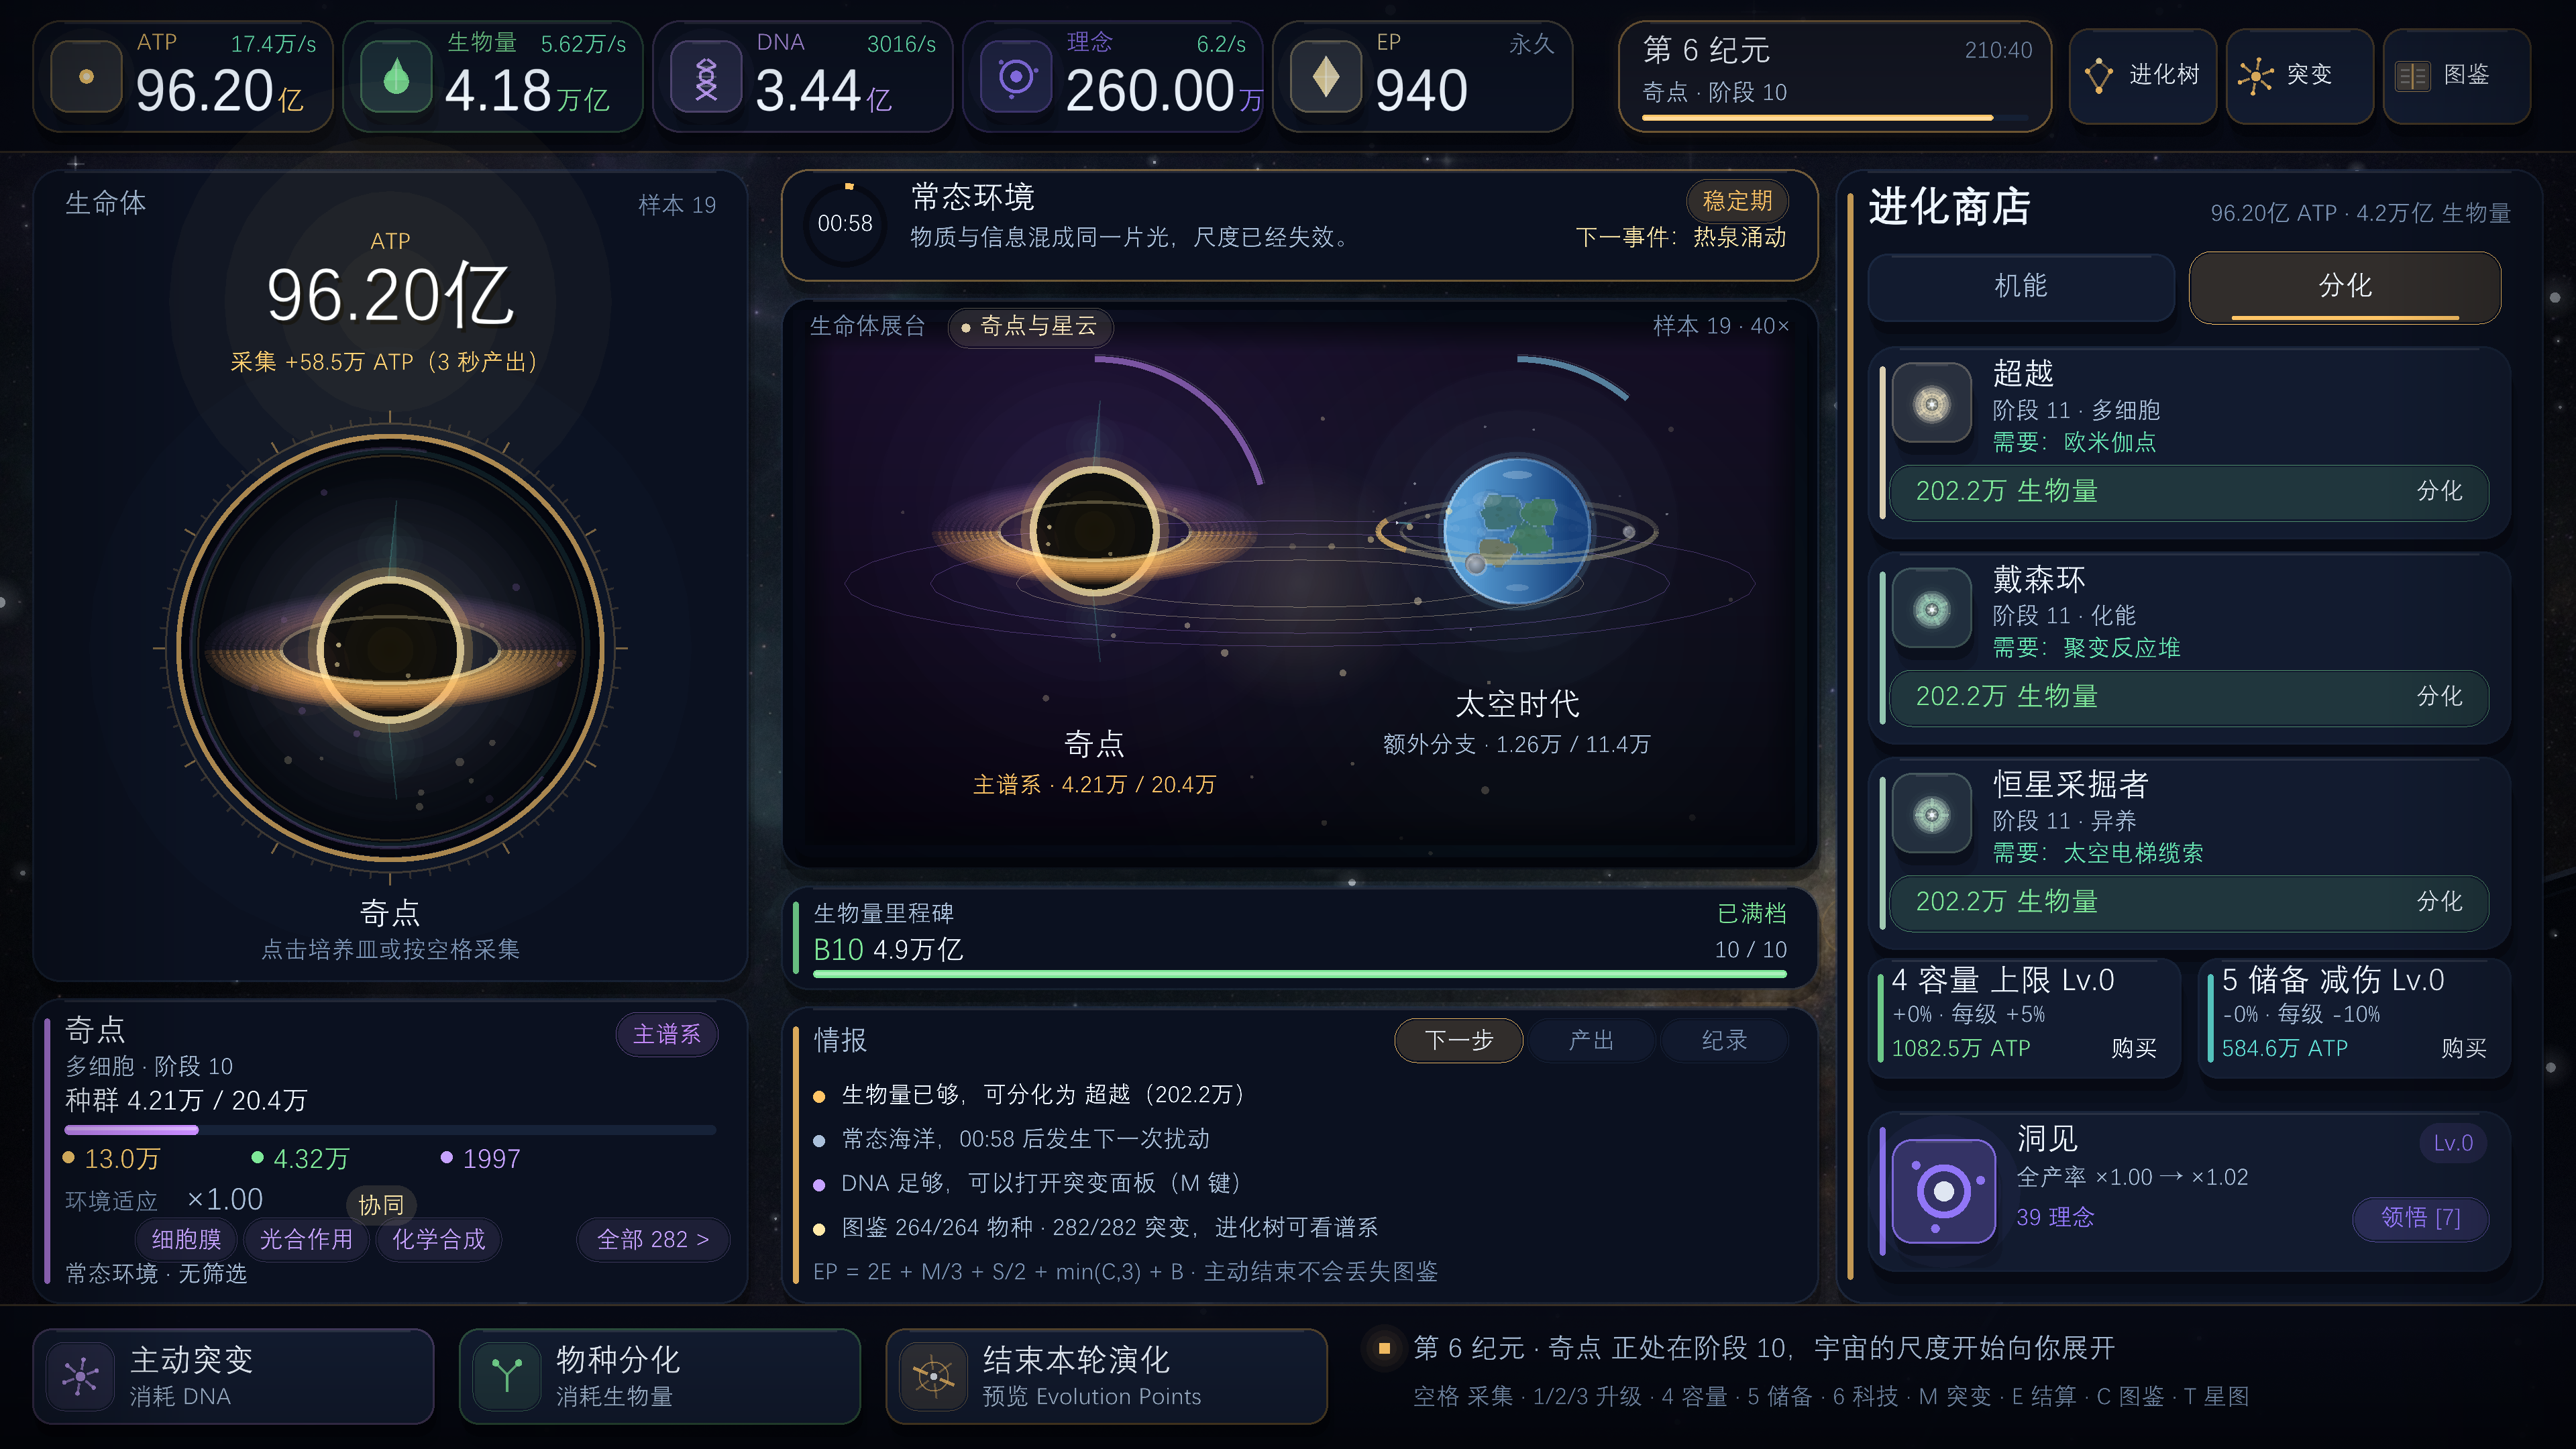 ATP 17.4万/s
96.20亿
生物量 5.62万/s
4.18万亿
DNA 3016/s
3.44亿
理念 6.2/s
260.00万
EP 永久
940
第 6 纪元 210:40
奇点 · 阶段 10
进化树
突变
图鉴
生命体 样本 19
ATP
96.20亿
采集 +58.5万 ATP（3 秒产出）
奇点
点击培养皿或按空格采集
奇点 主谱系
多细胞 · 阶段 10
种群 4.21万 / 20.4万
13.0万 4.32万 1997
环境适应 ×1.00 协同
细胞膜 光合作用 化学合成 全部 282 >
常态环境 · 无筛选
00:58
常态环境 稳定期
物质与信息混成同一片光，尺度已经失效。 下一事件：热泉涌动
生命体展台 奇点与星云 样本 19 · 40×
奇点
主谱系 · 4.21万 / 20.4万
太空时代
额外分支 · 1.26万 / 11.4万
生物量里程碑 已满档
B10 4.9万亿 10 / 10
情报 下一步 产出 纪录
生物量已够，可分化为 超越（202.2万）
常态海洋，00:58 后发生下一次扰动
DNA 足够，可以打开突变面板（M 键）
图鉴 264/264 物种 · 282/282 突变，进化树可看谱系
EP = 2E + M/3 + S/2 + min(C,3) + B · 主动结束不会丢失图鉴
进化商店 96.20亿 ATP · 4.2万亿 生物量
机能 分化
超越
阶段 11 · 多细胞
需要：欧米伽点
202.2万 生物量 分化
戴森环
阶段 11 · 化能
需要：聚变反应堆
202.2万 生物量 分化
恒星采掘者
阶段 11 · 异养
需要：太空电梯缆索
202.2万 生物量 分化
4 容量 上限 Lv.0
+0% · 每级 +5%
1082.5万 ATP 购买
5 储备 减伤 Lv.0
-0% · 每级 -10%
584.6万 ATP 购买
洞见 Lv.0
全产率 ×1.00 → ×1.02
39 理念 领悟 [7]
主动突变
消耗 DNA
物种分化
消耗生物量
结束本轮演化
预览 Evolution Points
第 6 纪元 · 奇点 正处在阶段 10，宇宙的尺度开始向你展开
空格 采集 · 1/2/3 升级 · 4 容量 · 5 储备 · 6 科技 · M 突变 · E 结算 · C 图鉴 · T 星图